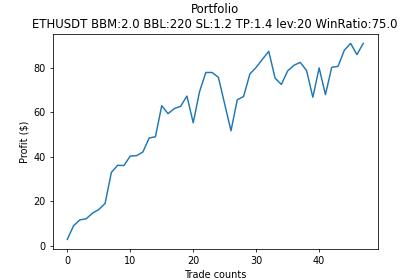 Portfolio
ETHUSDT BBM:2.0 BBL:220 SL:1.2 TP:1.4 lev:20 WinRatio:75.0
Profit ($)
80
60
40
20
0
0 10 20 30 40
Trade counts